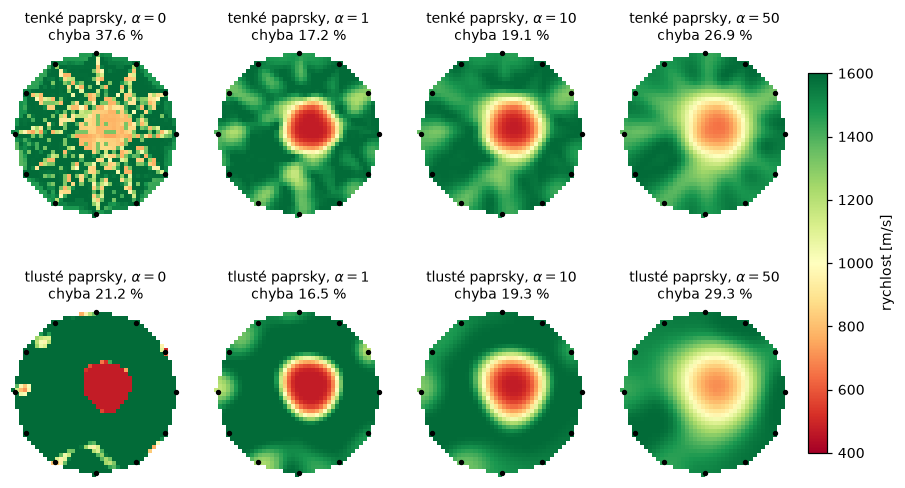 tenké paprsky, α = 0
chyba 37.6 %
tenké paprsky, α = 1
chyba 17.2 %
tenké paprsky, α = 10
chyba 19.1 %
tenké paprsky, α = 50
chyba 26.9 %
tlusté paprsky, α = 0
chyba 21.2 %
tlusté paprsky, α = 1
chyba 16.5 %
tlusté paprsky, α = 10
chyba 19.3 %
tlusté paprsky, α = 50
chyba 29.3 %
1600
1400
1200
1000
800
600
400
rychlost [m/s]